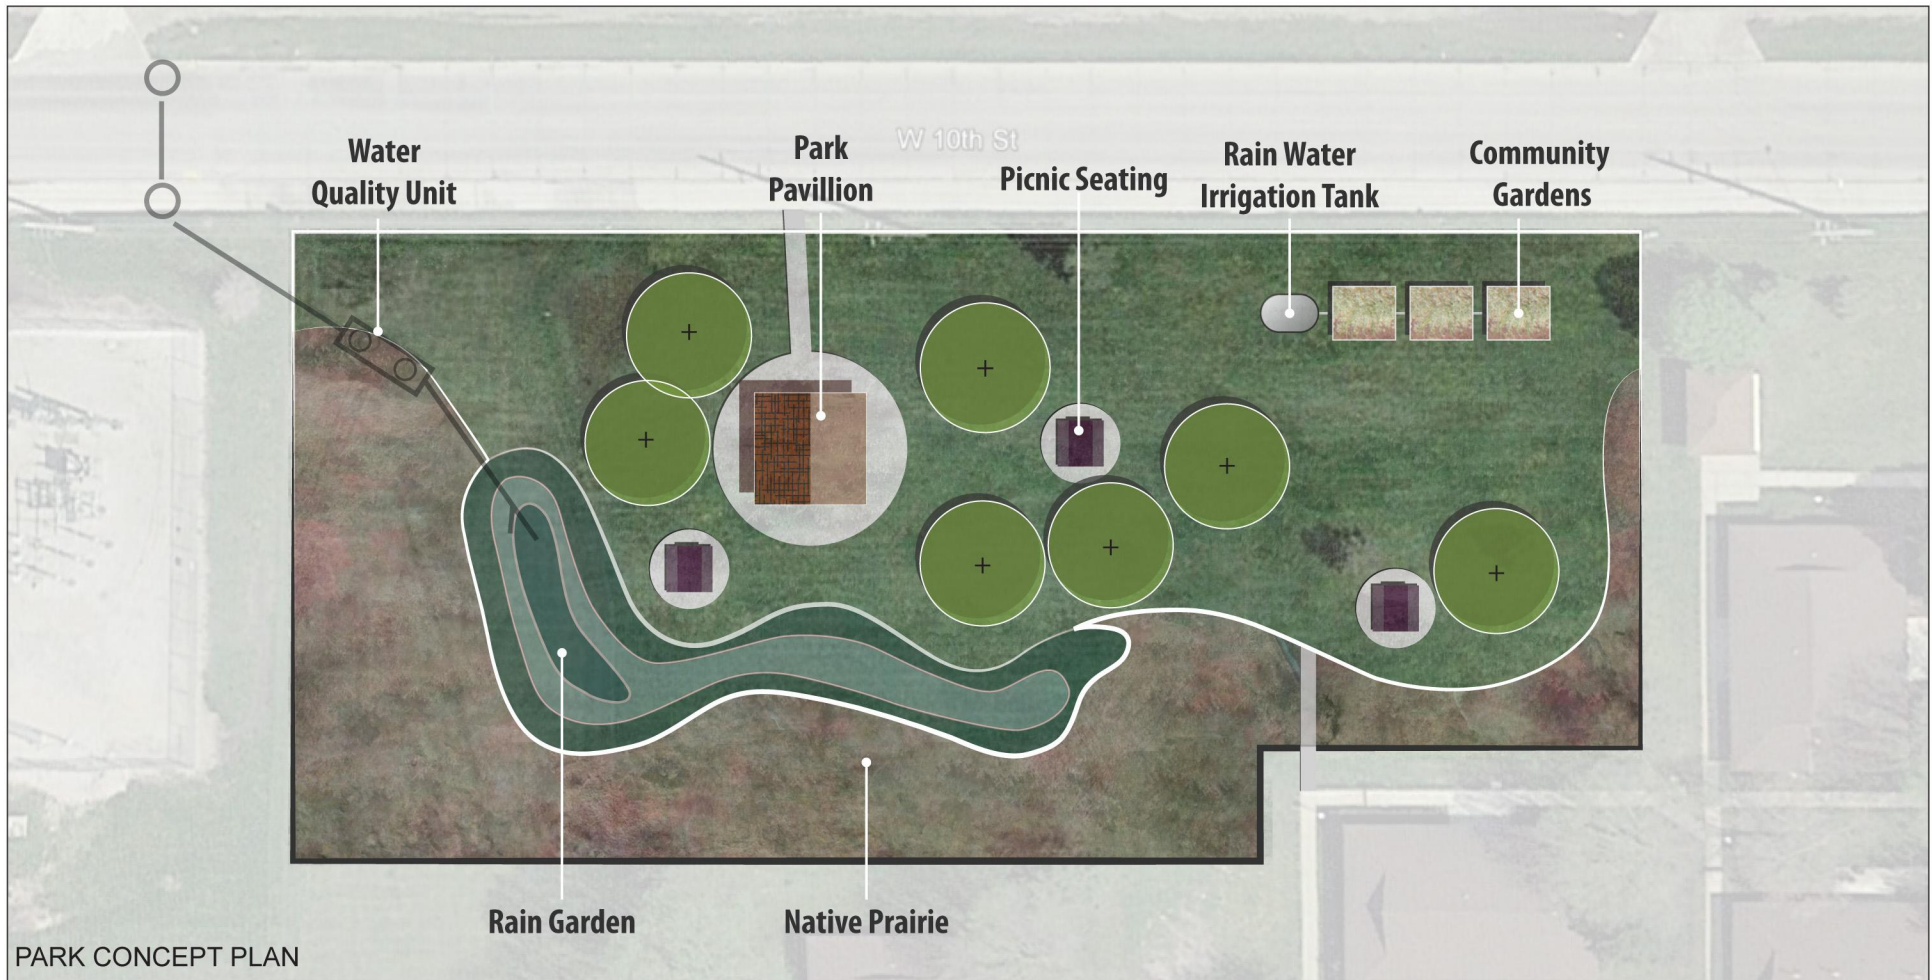 W 10th St
Water
Quality Unit
Park
Pavillion
Picnic Seating
Rain Water
Irrigation Tank
Community
Gardens
Rain Garden
Native Prairie
PARK CONCEPT PLAN